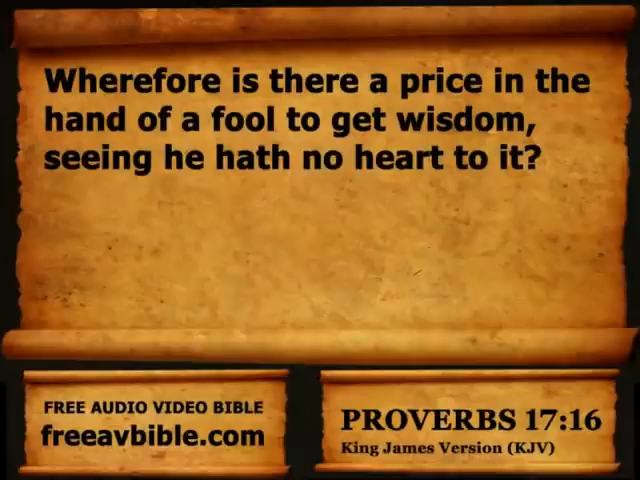 Wherefore is there a price in the
hand of a fool to get wisdom,
seeing he hath no heart to it?
FREE AUDIO VIDEO BIBLE
freeavbible.com
PROVERBS 17:16
King James Version (KJV)